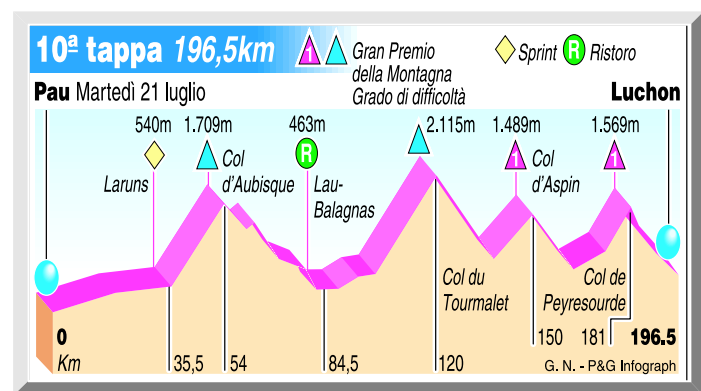 10ª tappa 196,5km
1
Gran Premio
della Montagna
Grado di difficoltà
Sprint
R
Ristoro
Pau Martedì 21 luglio
Luchon
540m
1.709m
463m
2.115m
1.489m
1.569m
Laruns
Col
d'Aubisque
R
Lau-
Balagnas
1
Col
d'Aspin
1
Col du
Tourmalet
Col de
Peyresourde
0
Km
35,5
54
84,5
120
150
181
196.5
G. N. - P&G Infograph